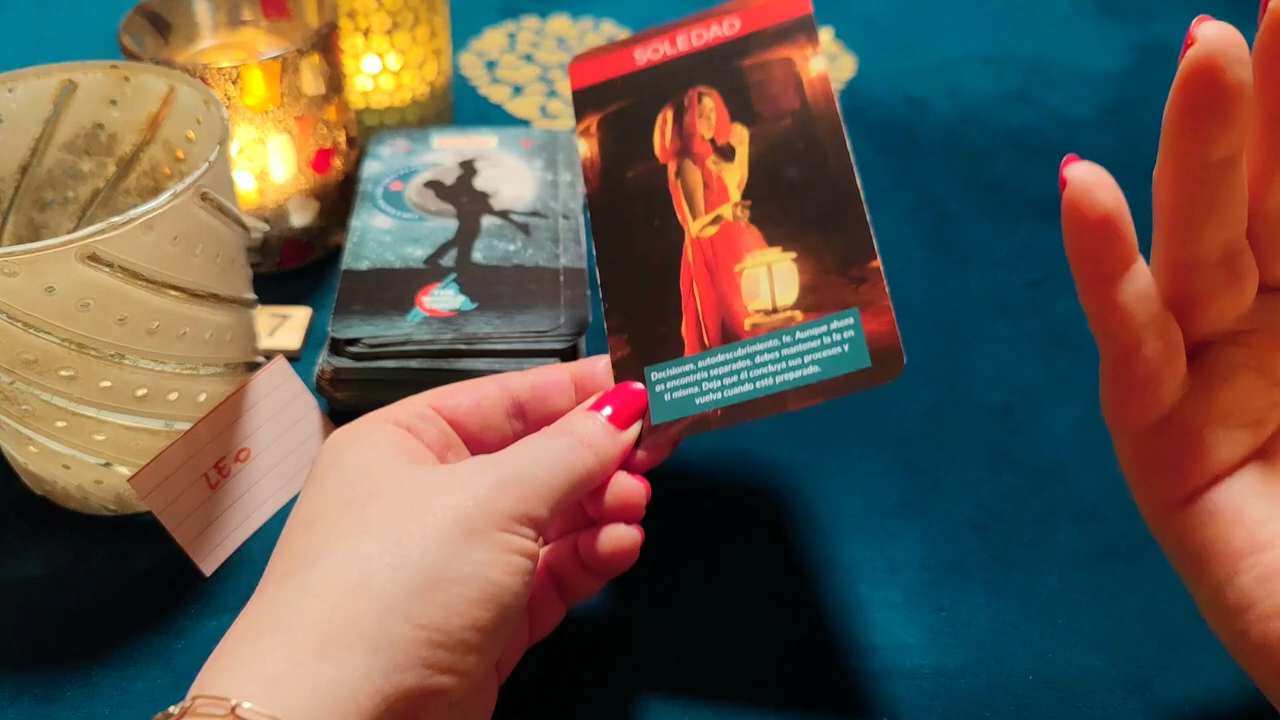 SOLEDAD
Decisiones, autodescubrimiento, fe. Aunque ahora
os encontréis separados, debes mantener la fe en
ti misma. Deja que él concluya sus procesos y
vuelva cuando esté preparado.
7
LEO